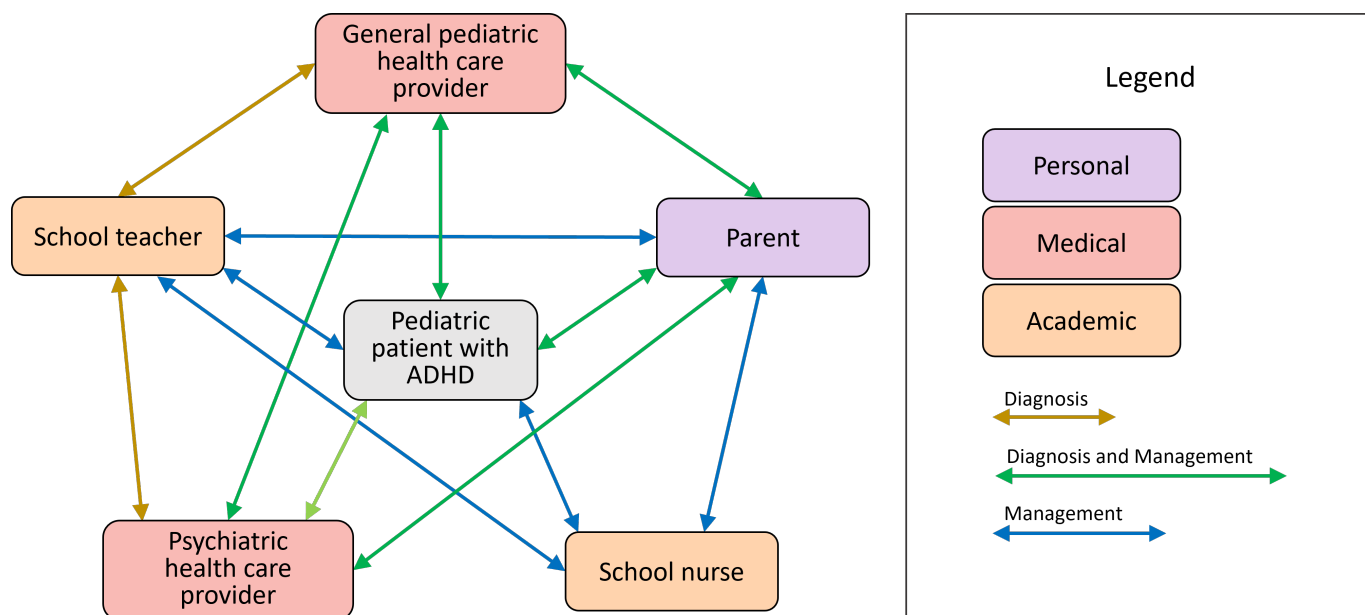 General pediatric
health care
provider
School teacher
Parent
Pediatric
patient with
ADHD
Psychiatric
health care
provider
School nurse
Legend
Personal
Medical
Academic
Diagnosis
Diagnosis and Management
Management